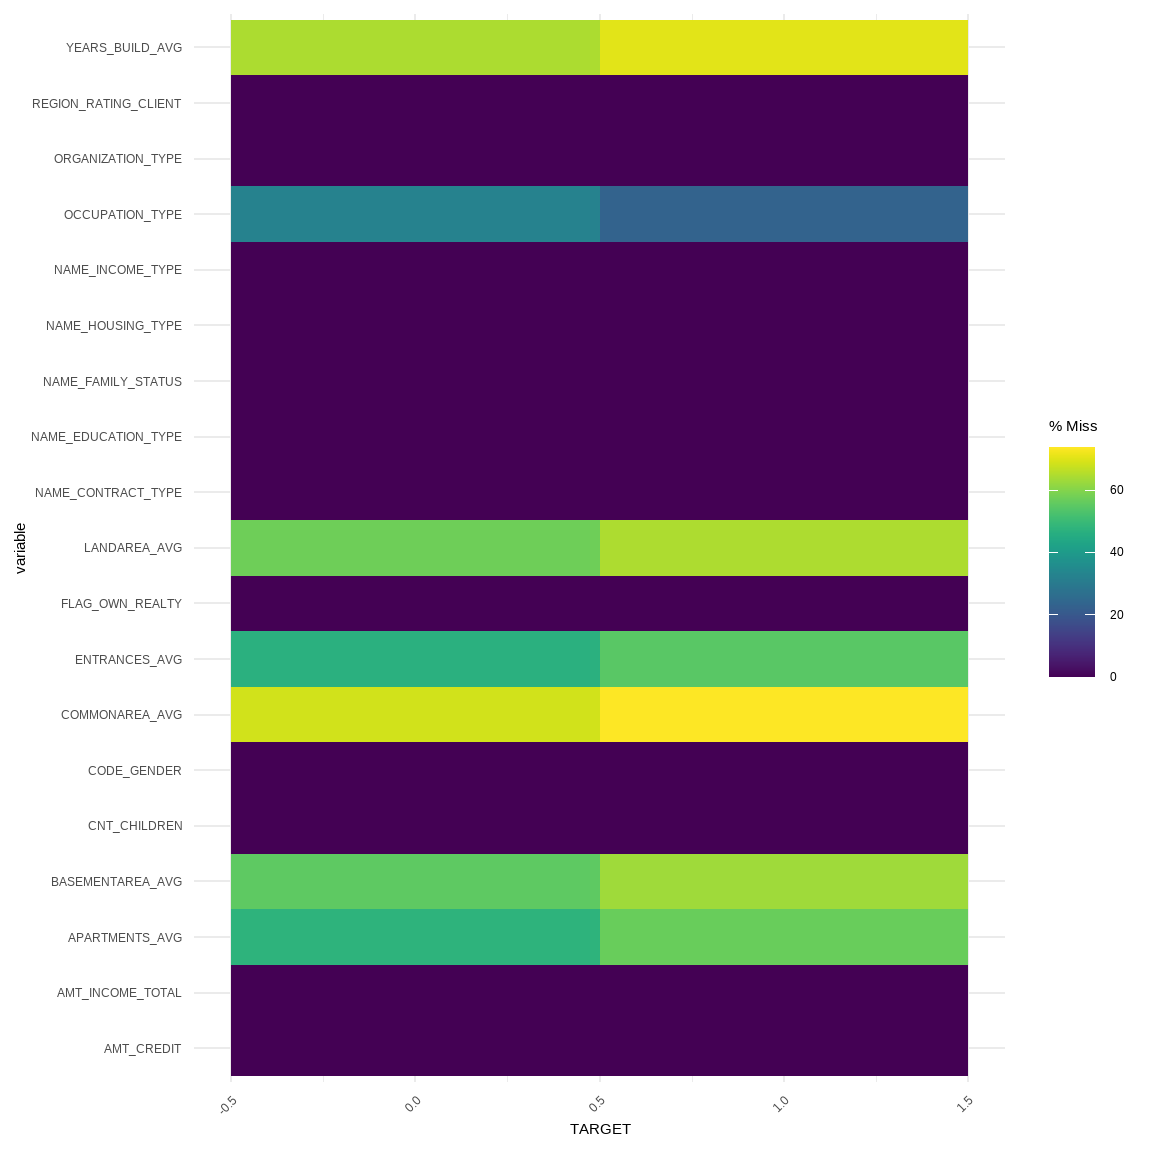 YEARS_BUILD_AVG
REGION_RATING_CLIENT
ORGANIZATION_TYPE
OCCUPATION_TYPE
NAME_INCOME_TYPE
NAME_HOUSING_TYPE
NAME_FAMILY_STATUS
NAME_EDUCATION_TYPE
NAME_CONTRACT_TYPE
LANDAREA_AVG
FLAG_OWN_REALTY
ENTRANCES_AVG
COMMONAREA_AVG
CODE_GENDER
CNT_CHILDREN
BASEMENTAREA_AVG
APARTMENTS_AVG
AMT_INCOME_TOTAL
AMT_CREDIT
variable
-0.5 0.0 0.5 1.0 1.5
TARGET
% Miss
60
40
20
0